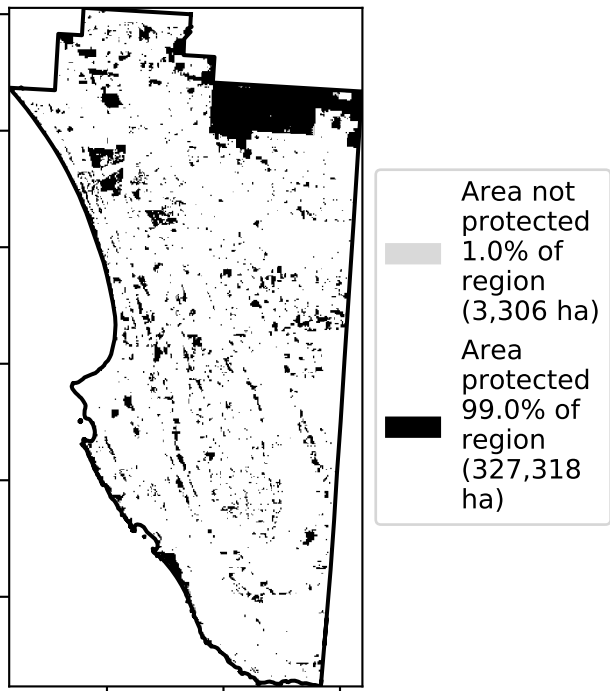 Area not
protected
1.0% of
region
(3,306 ha)
Area
protected
99.0% of
region
(327,318
ha)